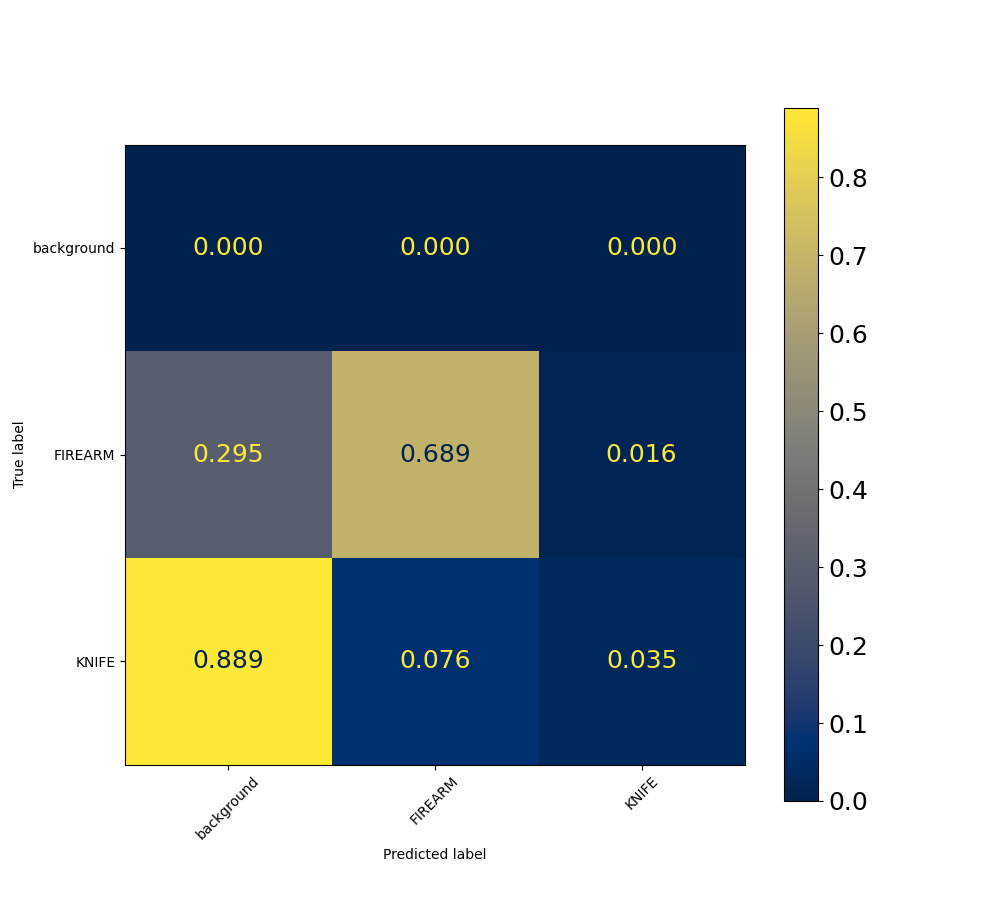 background 0.000 0.000 0.000
FIREARM 0.295 0.689 0.016
KNIFE 0.889 0.076 0.035
background FIREARM KNIFE
Predicted label
True label
0.8
0.7
0.6
0.5
0.4
0.3
0.2
0.1
0.0